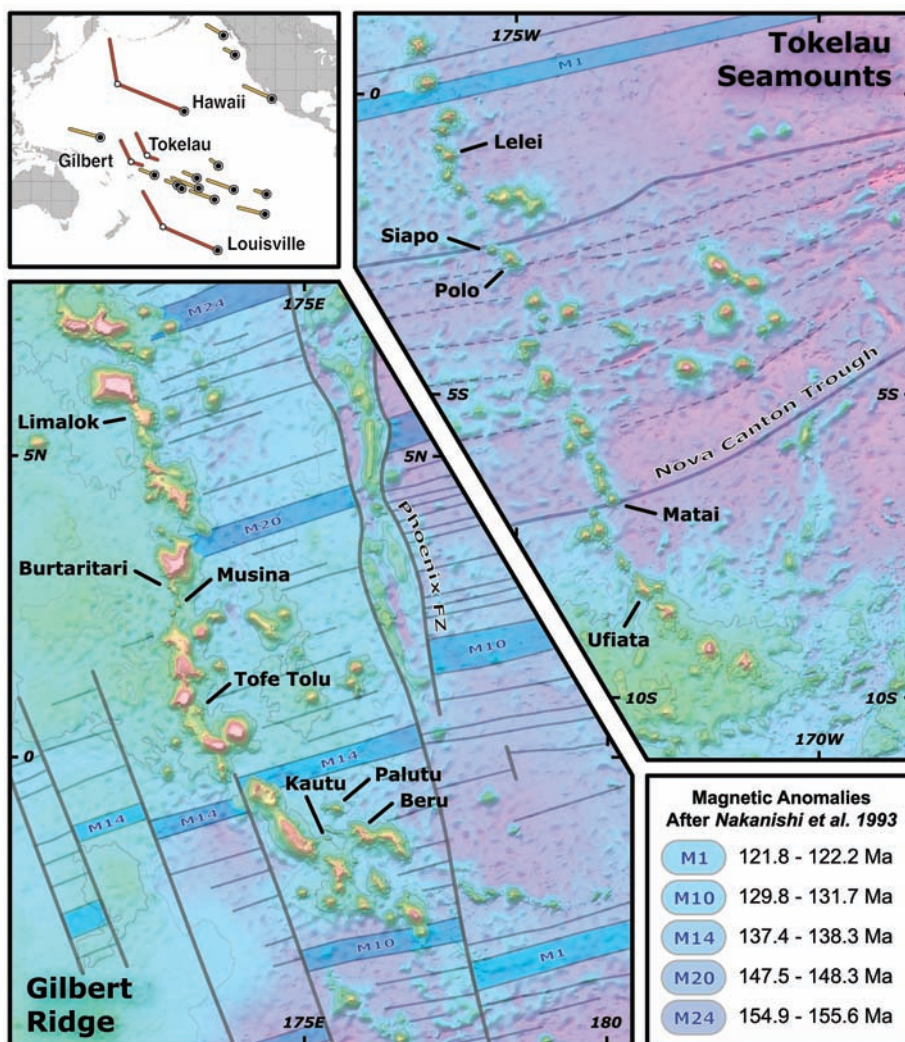 Hawaii
Tokelau
Gilbert
Louisville
Tokelau
Seamounts
175W
M1
0
Lelei
Siapo
Polo
5S
5S
Nova Canton Trough
Matai
Ufiata
10S
10S
170W
M24
175E
Limalok
5N
5N
M20
Phoenix FZ
Burtaritari
Musina
M10
Tofe Tolu
0
M14
M14
M14
Kautu
Palutu
Beru
M10
M1
Gilbert
Ridge
175E
180
Magnetic Anomalies
After Nakanishi et al. 1993
M1 121.8 - 122.2 Ma
M10 129.8 - 131.7 Ma
M14 137.4 - 138.3 Ma
M20 147.5 - 148.3 Ma
M24 154.9 - 155.6 Ma